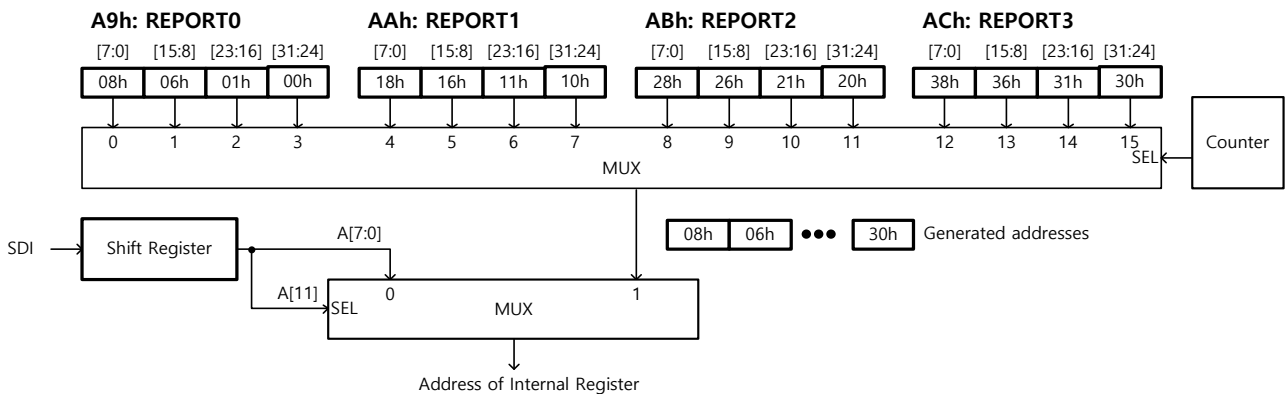 A9h: REPORT0 AAh: REPORT1 ABh: REPORT2 ACh: REPORT3
[7:0] [15:8] [23:16] [31:24] [7:0] [15:8] [23:16] [31:24] [7:0] [15:8] [23:16] [31:24] [7:0] [15:8] [23:16] [31:24]
08h 06h 01h 00h 18h 16h 11h 10h 28h 26h 21h 20h 38h 36h 31h 30h
0 1 2 3 4 5 6 7 8 9 10 11 12 13 14 15
SEL
Counter
MUX
SDI
Shift Register
A[7:0]
08h 06h ●●● 30h Generated addresses
A[11]
0 1
SEL
MUX
Address of Internal Register